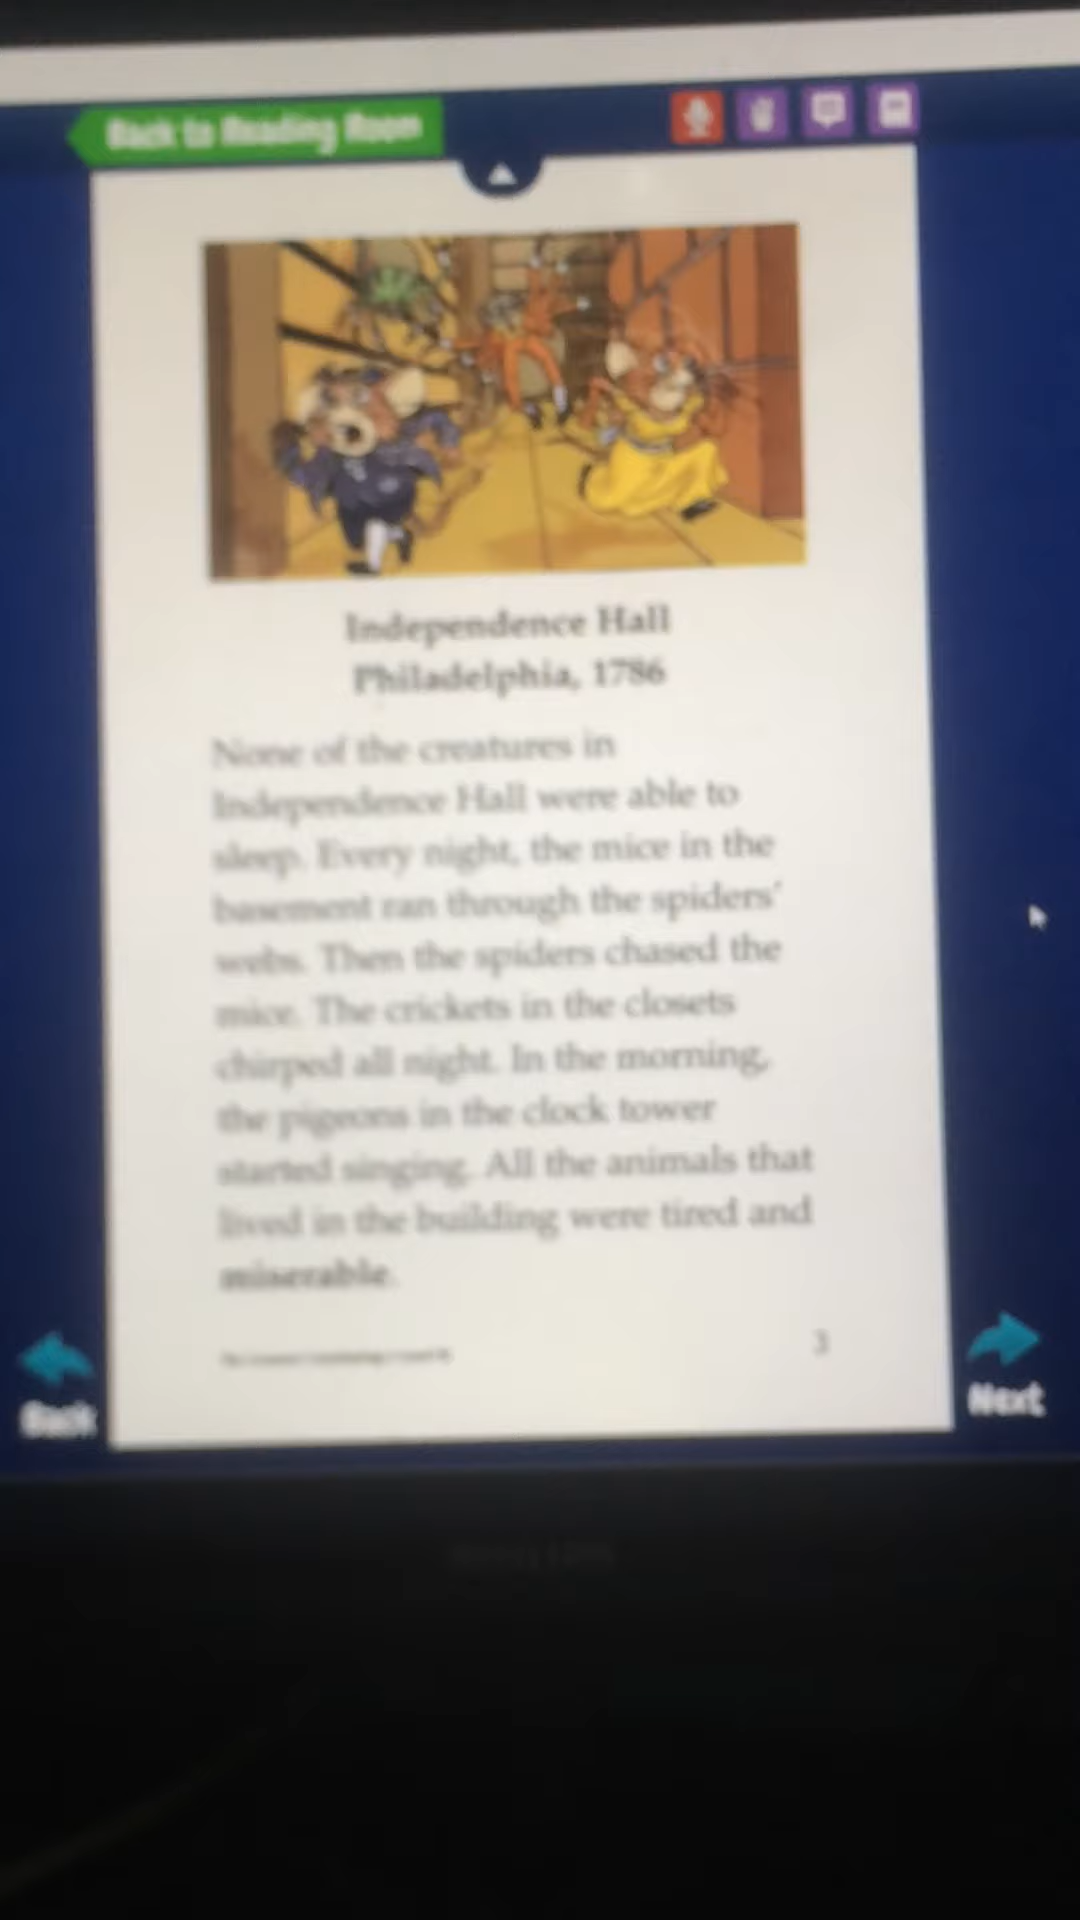 Back to Reading Room
Independence Hall
Philadelphia, 1786
None of the creatures in
Independence Hall were able to
sleep. Every night, the mice in the
basement ran through the spiders'
webs. Then the spiders chased the
mice. The crickets in the closets
chirped all night. In the morning,
the pigeons in the clock tower
started singing. All the animals that
lived in the building were tired and
miserable.
3
Back
Next